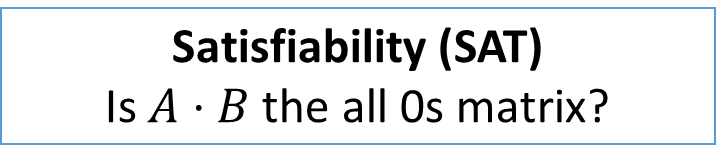 Satisfiability (SAT)
Is A · B the all 0s matrix?